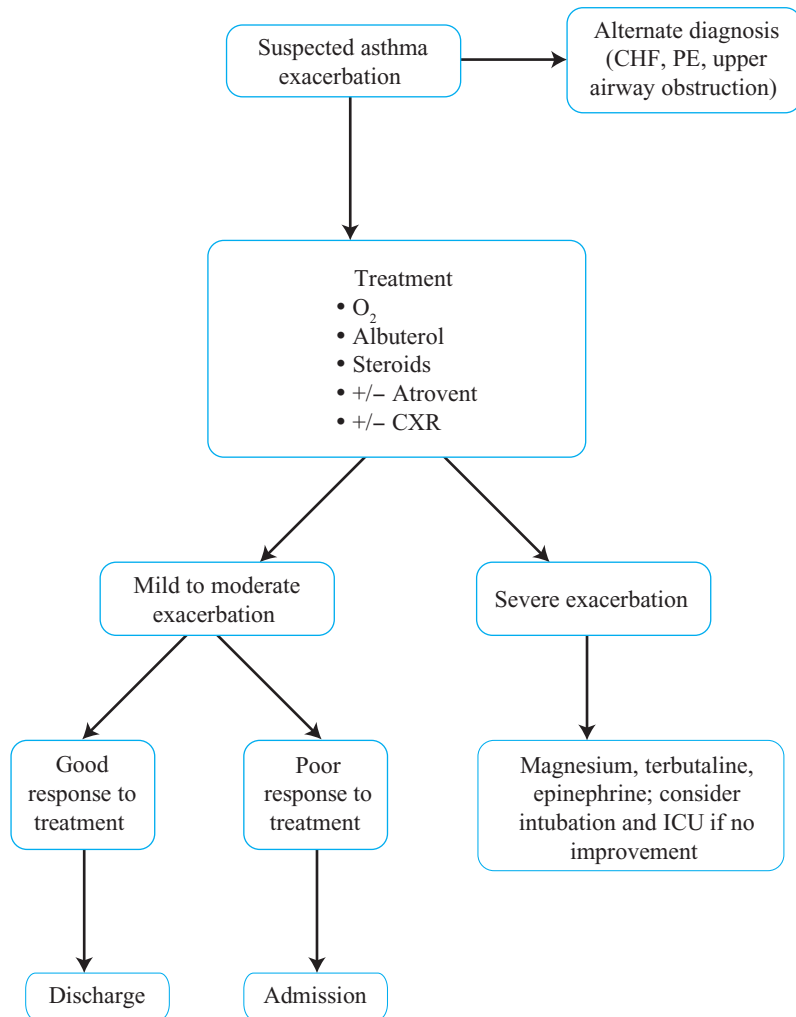 Suspected asthma
exacerbation
Alternate diagnosis
(CHF, PE, upper
airway obstruction)
Treatment
• O₂
• Albuterol
• Steroids
• +/− Atrovent
• +/− CXR
Mild to moderate
exacerbation
Severe exacerbation
Good
response to
treatment
Poor
response to
treatment
Magnesium, terbutaline,
epinephrine; consider
intubation and ICU if no
improvement
Discharge
Admission